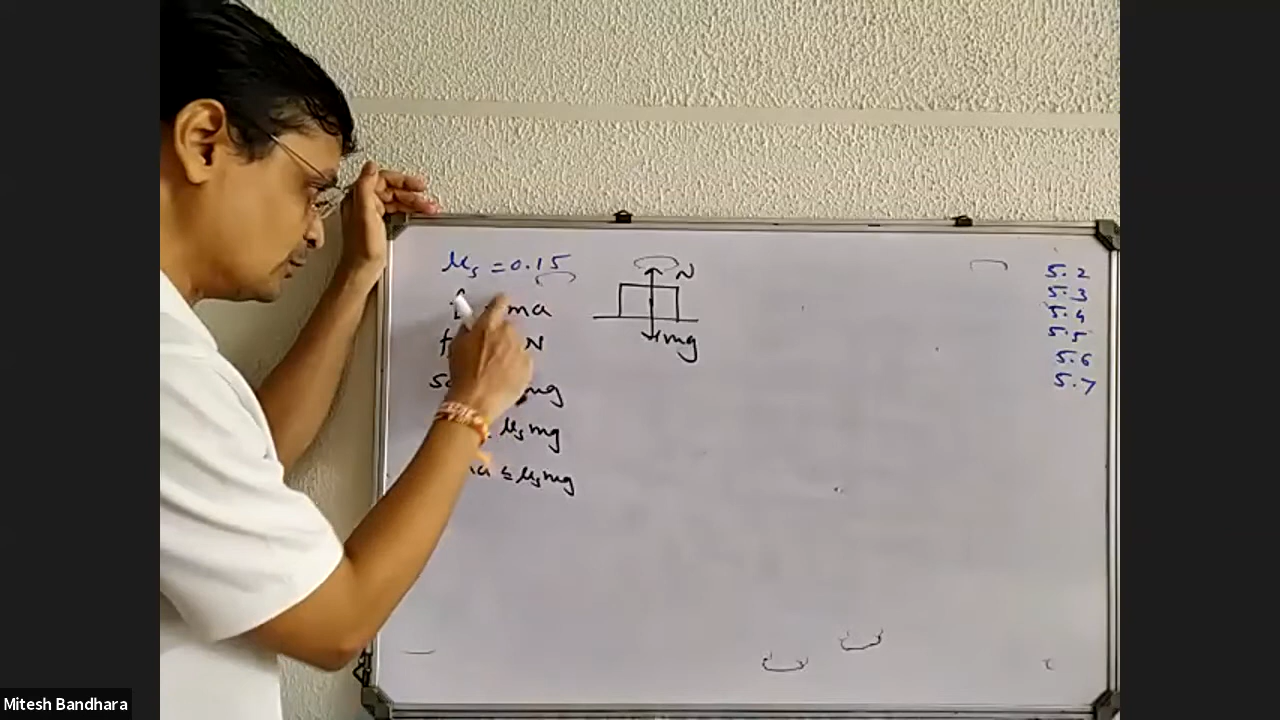 μs = 0.15
ma
N
mg
μs mg
≤ μs mg
N
mg
5.2
5.3
5.4
5.5
5.6
5.7
Mitesh Bandhara